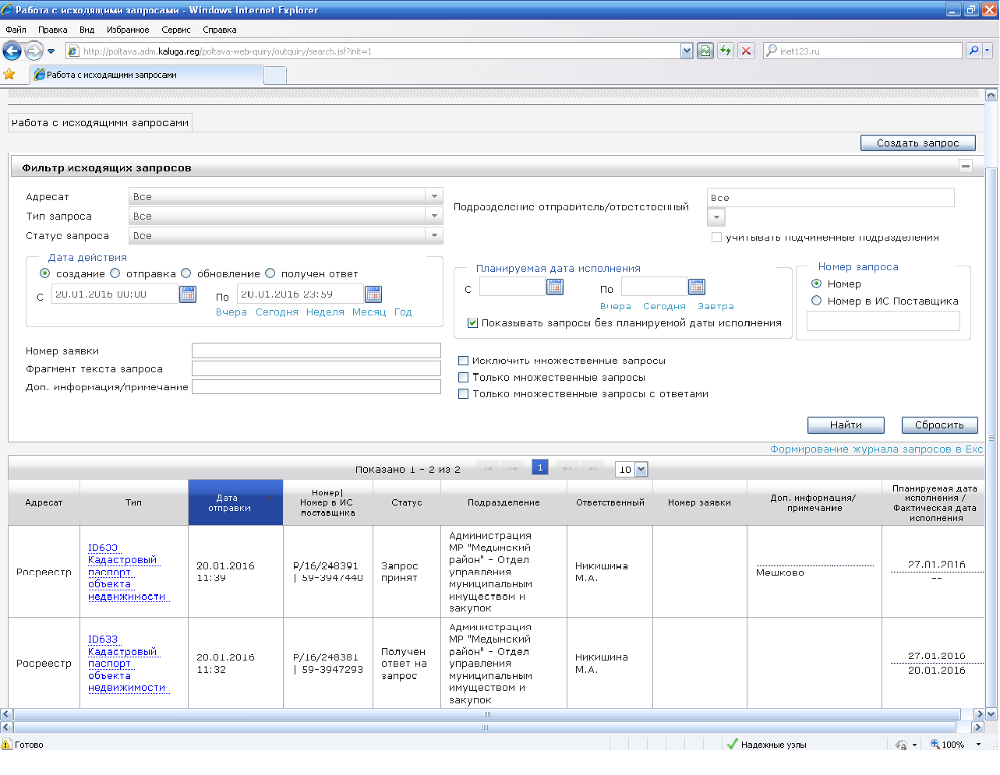 Работа с исходящими запросами - Windows Internet Explorer
Файл Правка Вид Избранное Сервис Справка
http://poltava.adm.kaluga.reg/poltava-web-quiry/outquiry/search.jsf?init=1
inet123.ru
Работа с исходящими запросами
Работа с исходящими запросами
Создать запрос
Фильтр исходящих запросов
Адресат Все
Тип запроса Все
Статус запроса Все
Подразделение отправитель/ответственный Все
учитывать подчиненные подразделения
Дата действия
создание отправка обновление получен ответ
С 20.01.2016 00:00 По 20.01.2016 23:59
Вчера Сегодня Неделя Месяц Год
Планируемая дата исполнения
С По
Вчера Сегодня Завтра
Показывать запросы без планируемой даты исполнения
Номер запроса
Номер
Номер в ИС Поставщика
Номер заявки
Фрагмент текста запроса
Доп. информация/примечание
Исключить множественные запросы
Только множественные запросы
Только множественные запросы с ответами
Найти Сбросить
Формирование журнала запросов в Exc
Показано 1 - 2 из 2 1 10
Адресат
Тип
Дата
отправки
Номер|
Номер в ИС
поставщика
Статус
Подразделение
Ответственный
Номер заявки
Доп. информация/
примечание
Планируемая дата
исполнения /
Фактическая дата
исполнения
Росреестр
ID633
Кадастровый
паспорт
объекта
недвижимости
20.01.2016
11:39
P/16/248391
| 59-3947440
Запрос
принят
Администрация
МР "Медынский
район" - Отдел
управления
муниципальным
имуществом и
закупок
Никишина
М.А.
Мешково
27.01.2016
--
Росреестр
ID633
Кадастровый
паспорт
объекта
недвижимости
20.01.2016
11:32
P/16/248381
| 59-3947293
Получен
ответ на
запрос
Администрация
МР "Медынский
район" - Отдел
управления
муниципальным
имуществом и
закупок
Никишина
М.А.
27.01.2016
20.01.2016
Готово
Надежные узлы
100%